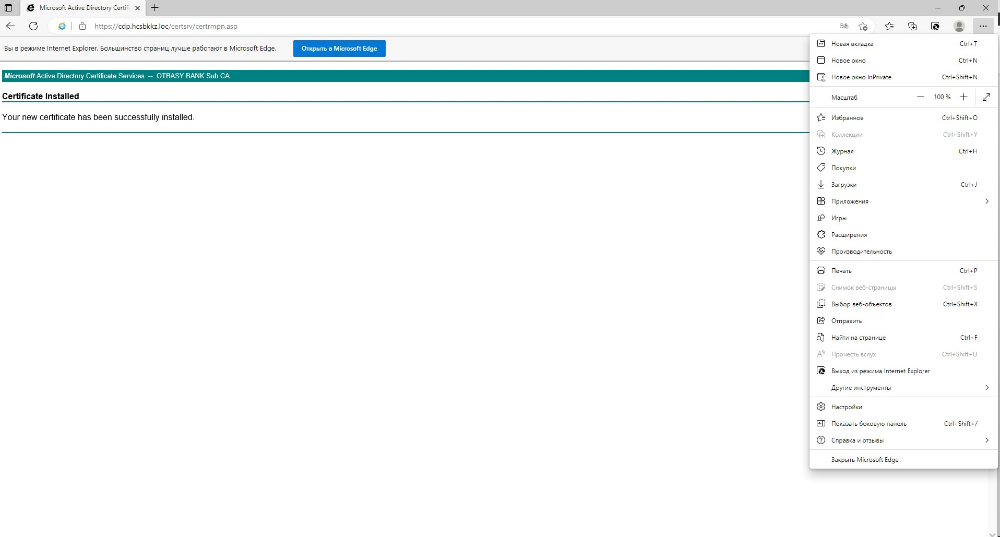 Microsoft Active Directory Certifi
https://cdp.hcsbkkz.loc/certsrv/certrmpn.asp
аあ
Вы в режиме Internet Explorer. Большинство страниц лучше работают в Microsoft Edge.
Открыть в Microsoft Edge
Microsoft Active Directory Certificate Services -- OTBASY BANK Sub CA
Certificate Installed
Your new certificate has been successfully installed.
Новая вкладка Ctrl+T
Новое окно Ctrl+N
Новое окно InPrivate Ctrl+Shift+N
Масштаб — 100 % +
Избранное Ctrl+Shift+O
Коллекции Ctrl+Shift+Y
Журнал Ctrl+H
Покупки
Загрузки Ctrl+J
Приложения
Игры
Расширения
Производительность
Печать Ctrl+P
Снимок веб-страницы Ctrl+Shift+S
Выбор веб-объектов Ctrl+Shift+X
Отправить
Найти на странице Ctrl+F
Прочесть вслух Ctrl+Shift+U
Выход из режима Internet Explorer
Другие инструменты
Настройки
Показать боковую панель Ctrl+Shift+/
Справка и отзывы
Закрыть Microsoft Edge